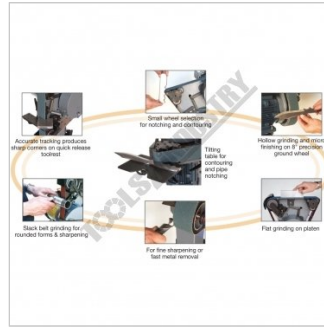 Small wheel selection
for notching and contouring
Accurate tracking produces
sharp corners on quick release
toolrest
Hollow grinding and micro
finishing on 8" precision
ground wheel
Tilting
table for
contouring
and pipe
notching
Slack belt grinding for
rounded forms & sharpening
Flat grinding on platen
For fine sharpening or
fast metal removal